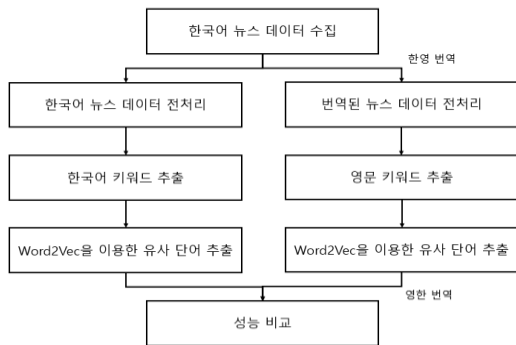 한국어 뉴스 데이터 수집
한영 번역
한국어 뉴스 데이터 전처리
번역된 뉴스 데이터 전처리
한국어 키워드 추출
영문 키워드 추출
Word2Vec을 이용한 유사 단어 추출
Word2Vec을 이용한 유사 단어 추출
영한 번역
성능 비교